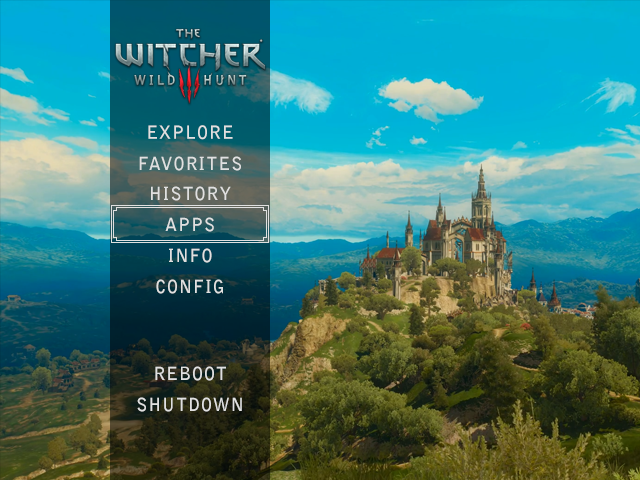 THE
WITCHER
WILD HUNT
EXPLORE
FAVORITES
HISTORY
APPS
INFO
CONFIG
REBOOT
SHUTDOWN